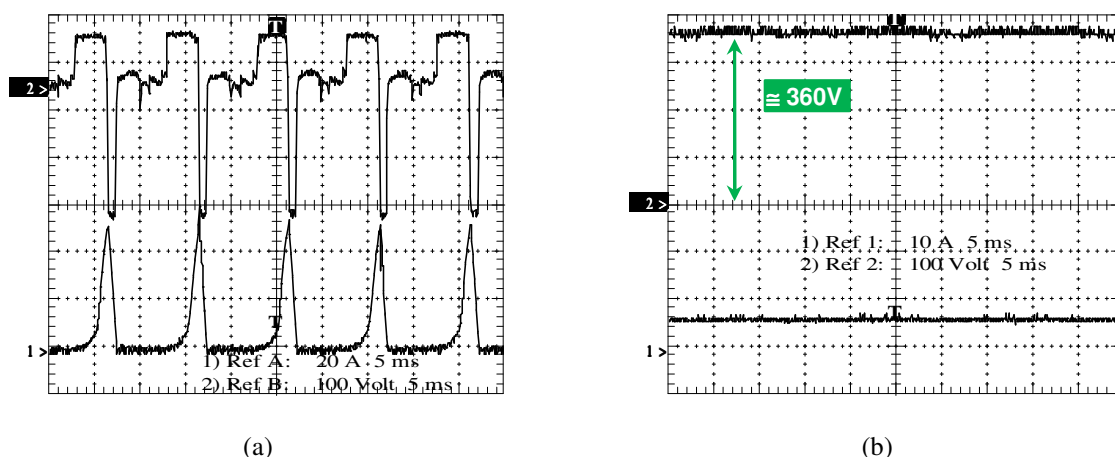 T
2 >
T
1 >
1) Ref A: 20 A 5 ms
2) Ref B: 100 Volt 5 ms
(a)
T
≅ 360V
2 >
1) Ref 1: 10 A 5 ms
2) Ref 2: 100 Volt 5 ms
T
1 >
(b)